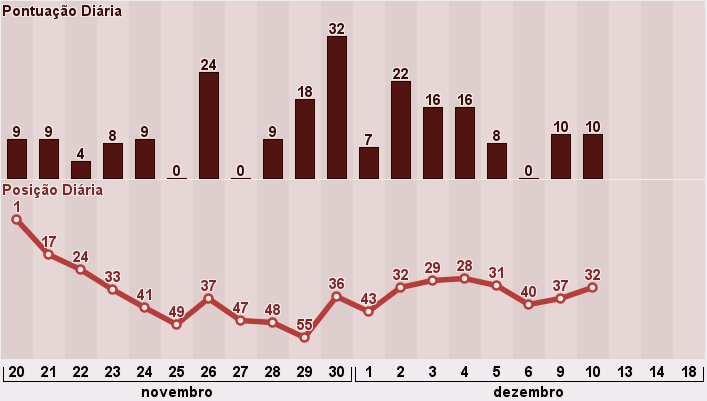 Pontuação Diária
9 9 4 8 9 0 24 0 9 18 32 7 22 16 16 8 0 10 10
Posição Diária
1 17 24 33 41 49 37 47 48 55 36 43 32 29 28 31 40 37 32
20 21 22 23 24 25 26 27 28 29 30 1 2 3 4 5 6 9 10 13 14 18
novembro dezembro